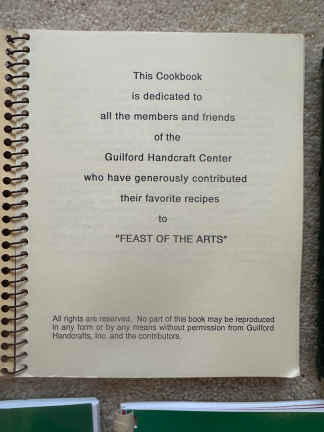 This Cookbook
is dedicated to
all the members and friends
of the
Guilford Handcraft Center
who have generously contributed
their favorite recipes
to
"FEAST OF THE ARTS"
All rights are reserved. No part of this book may be reproduced
in any form or by any means without permission from Guilford
Handcrafts, Inc. and the contributors.